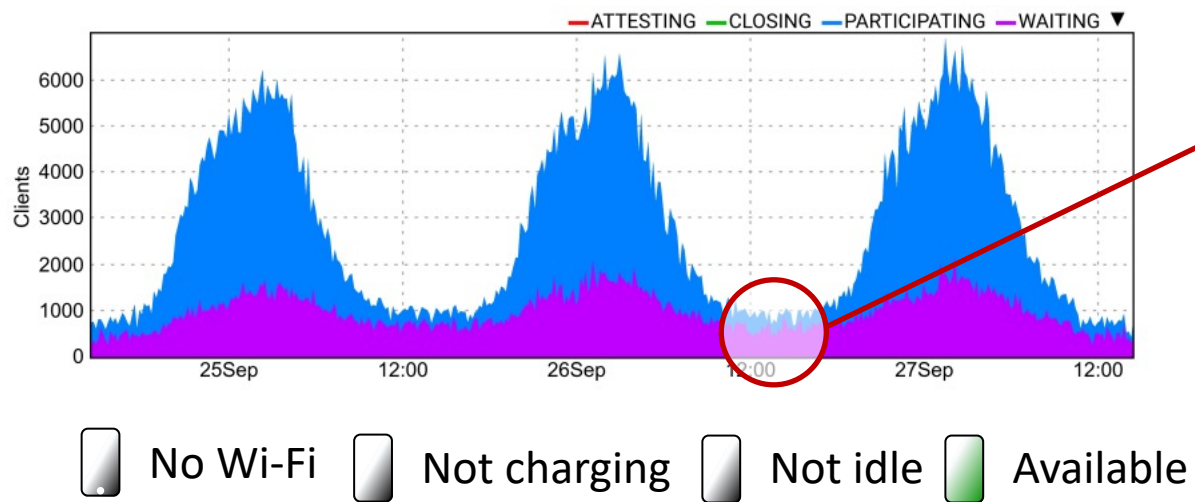 ATTESTING CLOSING PARTICIPATING WAITING ▼
6000
5000
4000
3000
2000
1000
0
Clients
25Sep 12:00 26Sep 12:00 27Sep 12:00
No Wi-Fi Not charging Not idle Available